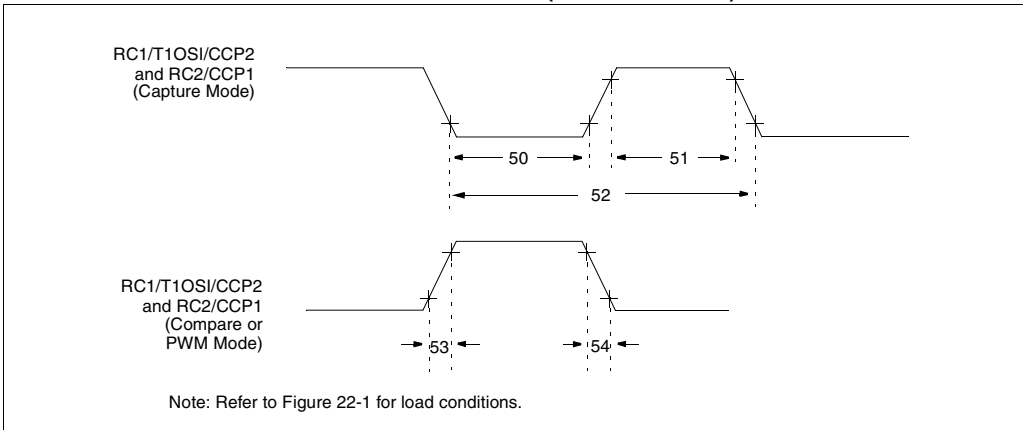 RC1/T1OSI/CCP2
and RC2/CCP1
(Capture Mode)
50
51
52
RC1/T1OSI/CCP2
and RC2/CCP1
(Compare or
PWM Mode)
53
54
Note: Refer to Figure 22-1 for load conditions.